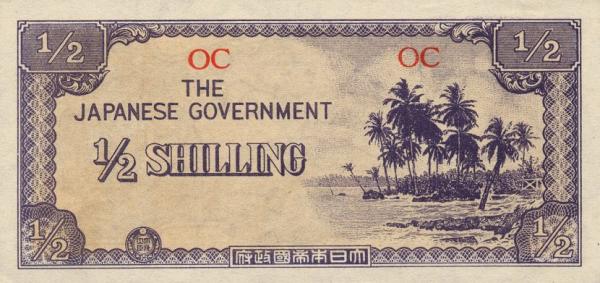 1/2 1/2
OC OC
THE
JAPANESE GOVERNMENT
1/2 SHILLING
1/2 1/2
府政國帝本日大